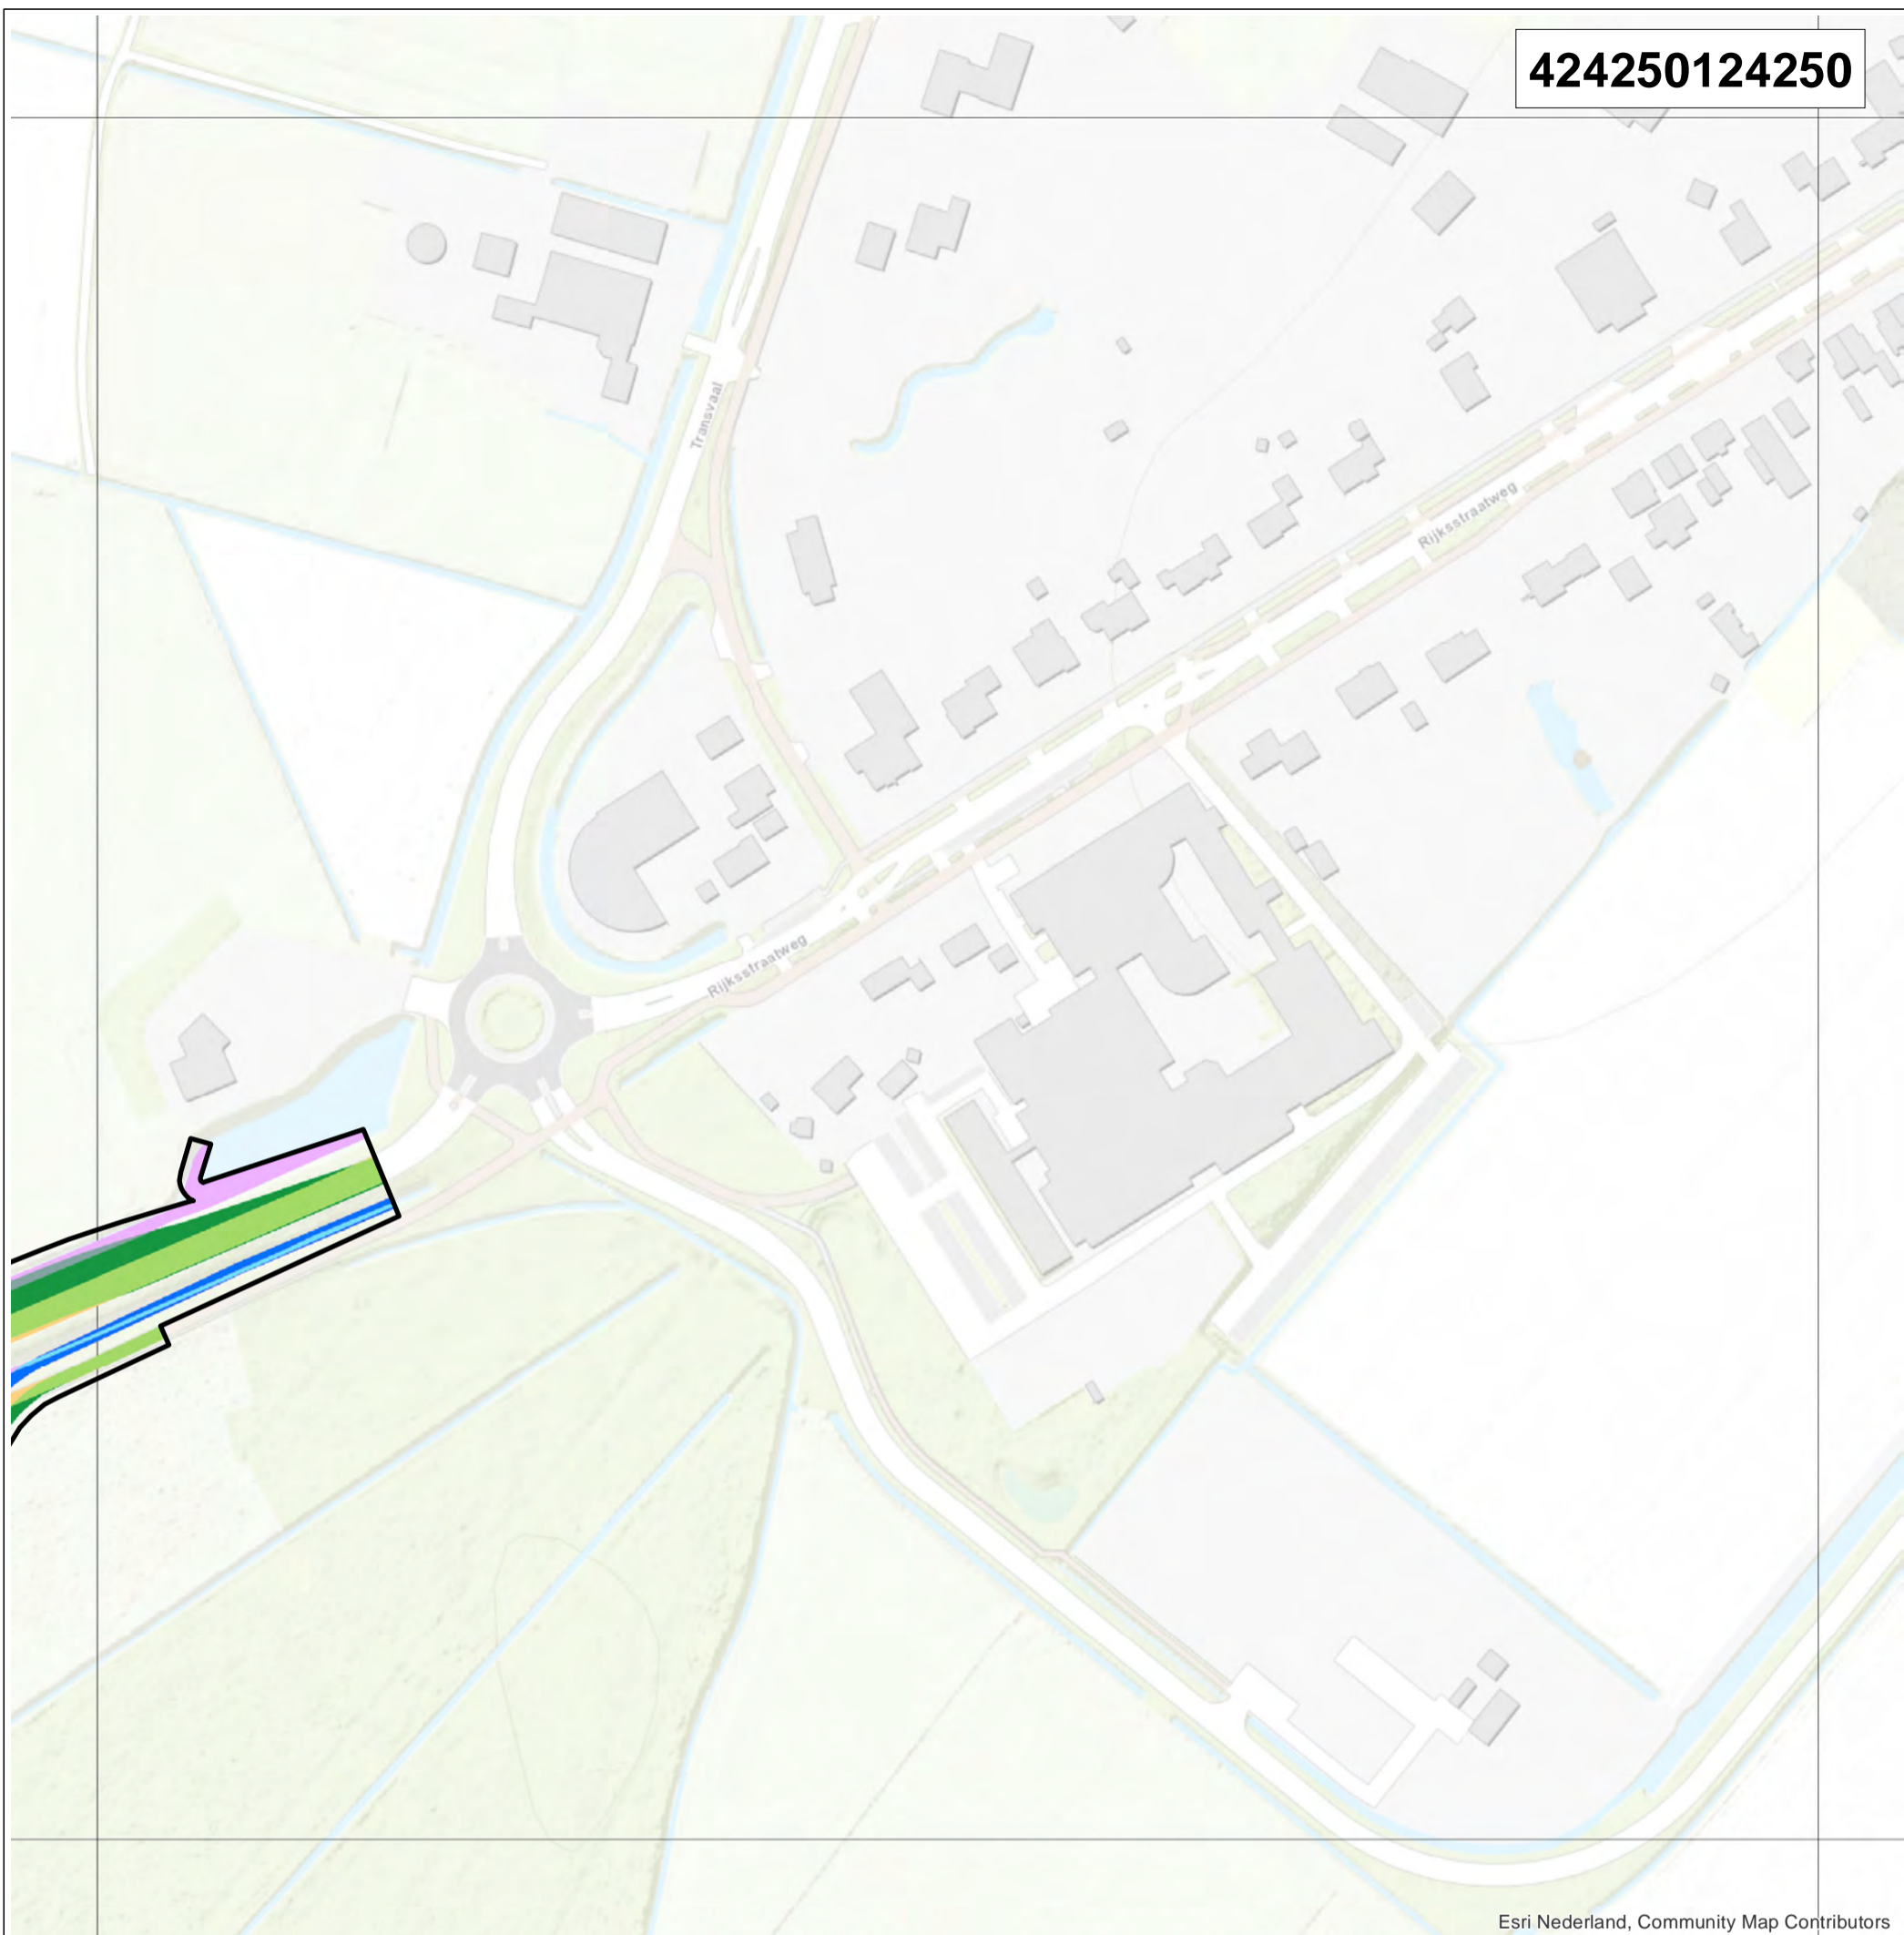 424250124250
Transvaal
Rijksstraatweg
Rijksstraatweg
Esri Nederland, Community Map Contributors